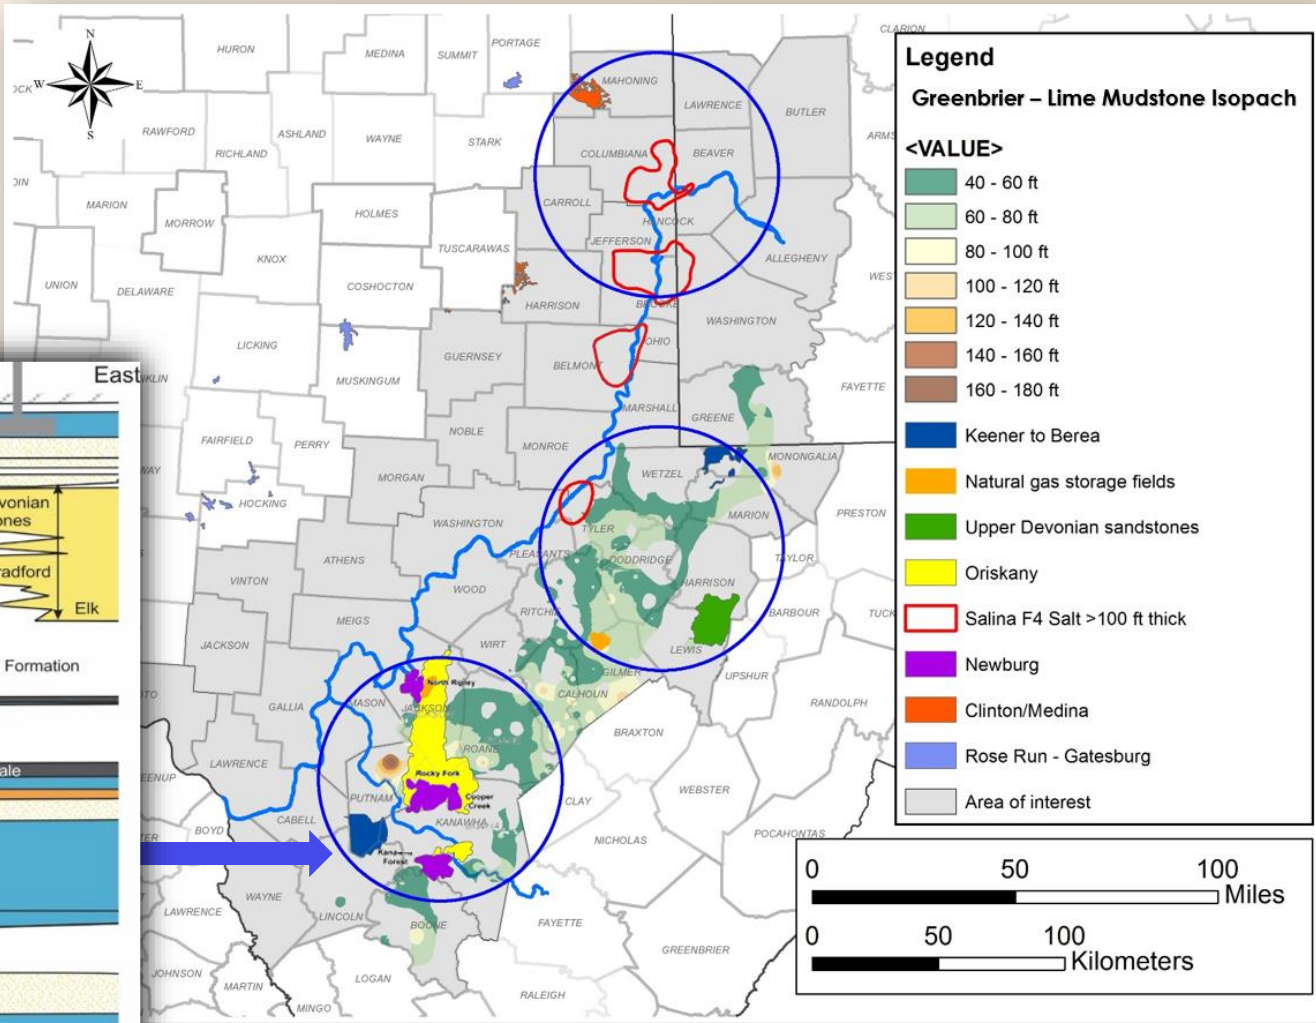 N
W
E
S
HURON
MEDINA
SUMMIT
PORTAGE
CLARION
MAHONING
LAWRENCE
BUTLER
RAWFORD
RICHLAND
ASHLAND
WAYNE
STARK
COLUMBIANA
BEAVER
MARION
MORROW
HOLMES
CARROLL
HANCOCK
TUSCARAWAS
JEFFERSON
ALLEGHENY
KNOX
UNION
DELAWARE
COSHOCTON
HARRISON
BROOKE
WASHINGTON
LICKING
OHIO
GUERNSEY
BELMONT
MUSKINGUM
FAYETTE
MARSHALL
GREENE
FAIRFIELD
PERRY
NOBLE
MONROE
WETZEL
MONONGALIA
MORGAN
HOCKING
WASHINGTON
TYLER
MARION
PRESTON
ATHENS
PLEASANTS
DODDRIDGE
TAYLOR
VINTON
WOOD
HARRISON
RITCHIE
BARBOUR
MEIGS
JACKSON
WIRT
LEWIS
GILMER
UPSHUR
North Ripley
CALHOUN
GALLIA
MASON
JACKSON
RANDOLPH
BRAXTON
ROANE
LAWRENCE
Rocky Fork
PUTNAM
Cooper
Creek
CLAY
WEBSTER
CABELL
KANAWHA
BOYD
NICHOLAS
POCAHONTAS
Kanawha
Forest
WAYNE
LAWRENCE
LINCOLN
BOONE
FAYETTE
GREENBRIER
JOHNSON
MARTIN
LOGAN
RALEIGH
MINGO
East
vonian
ones
radford
Elk
Formation
ale
Legend
Greenbrier – Lime Mudstone Isopach
<VALUE>
40 - 60 ft
60 - 80 ft
80 - 100 ft
100 - 120 ft
120 - 140 ft
140 - 160 ft
160 - 180 ft
Keener to Berea
Natural gas storage fields
Upper Devonian sandstones
Oriskany
Salina F4 Salt >100 ft thick
Newburg
Clinton/Medina
Rose Run - Gatesburg
Area of interest
0 50 100
Miles
0 50 100
Kilometers